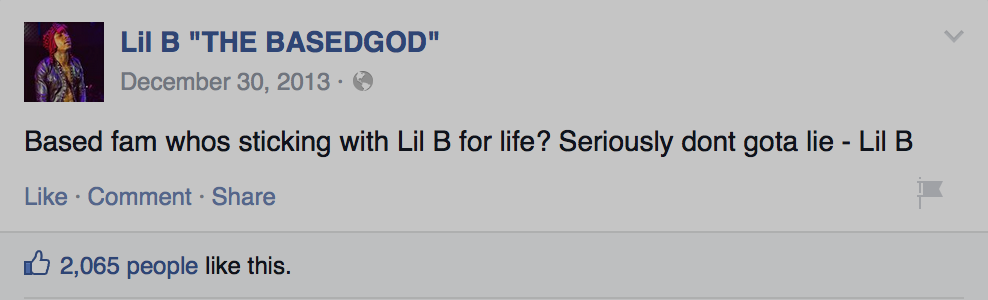 Lil B "THE BASEDGOD"
December 30, 2013 ·
Based fam whos sticking with Lil B for life? Seriously dont gota lie - Lil B
Like · Comment · Share
2,065 people like this.